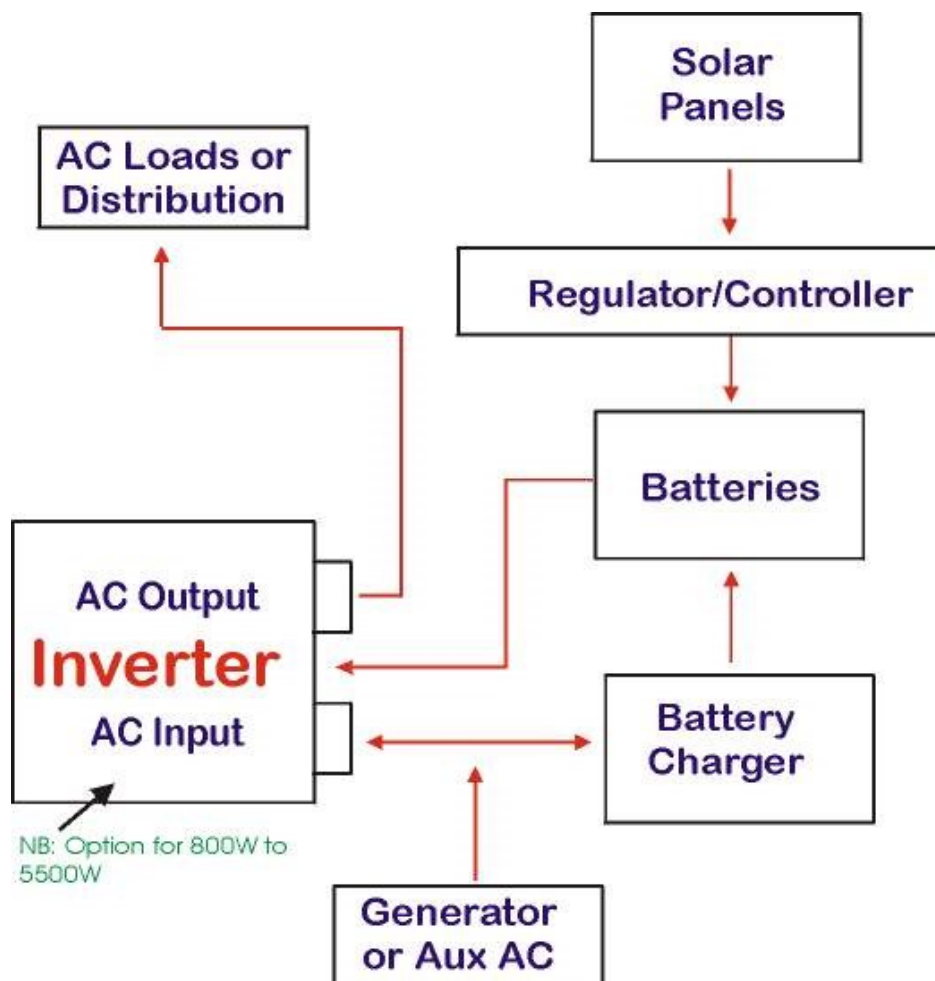 Solar
Panels
AC Loads or
Distribution
Regulator/Controller
Batteries
AC Output
Inverter
AC Input
Battery
Charger
NB: Option for 800W to
5500W
Generator
or Aux AC